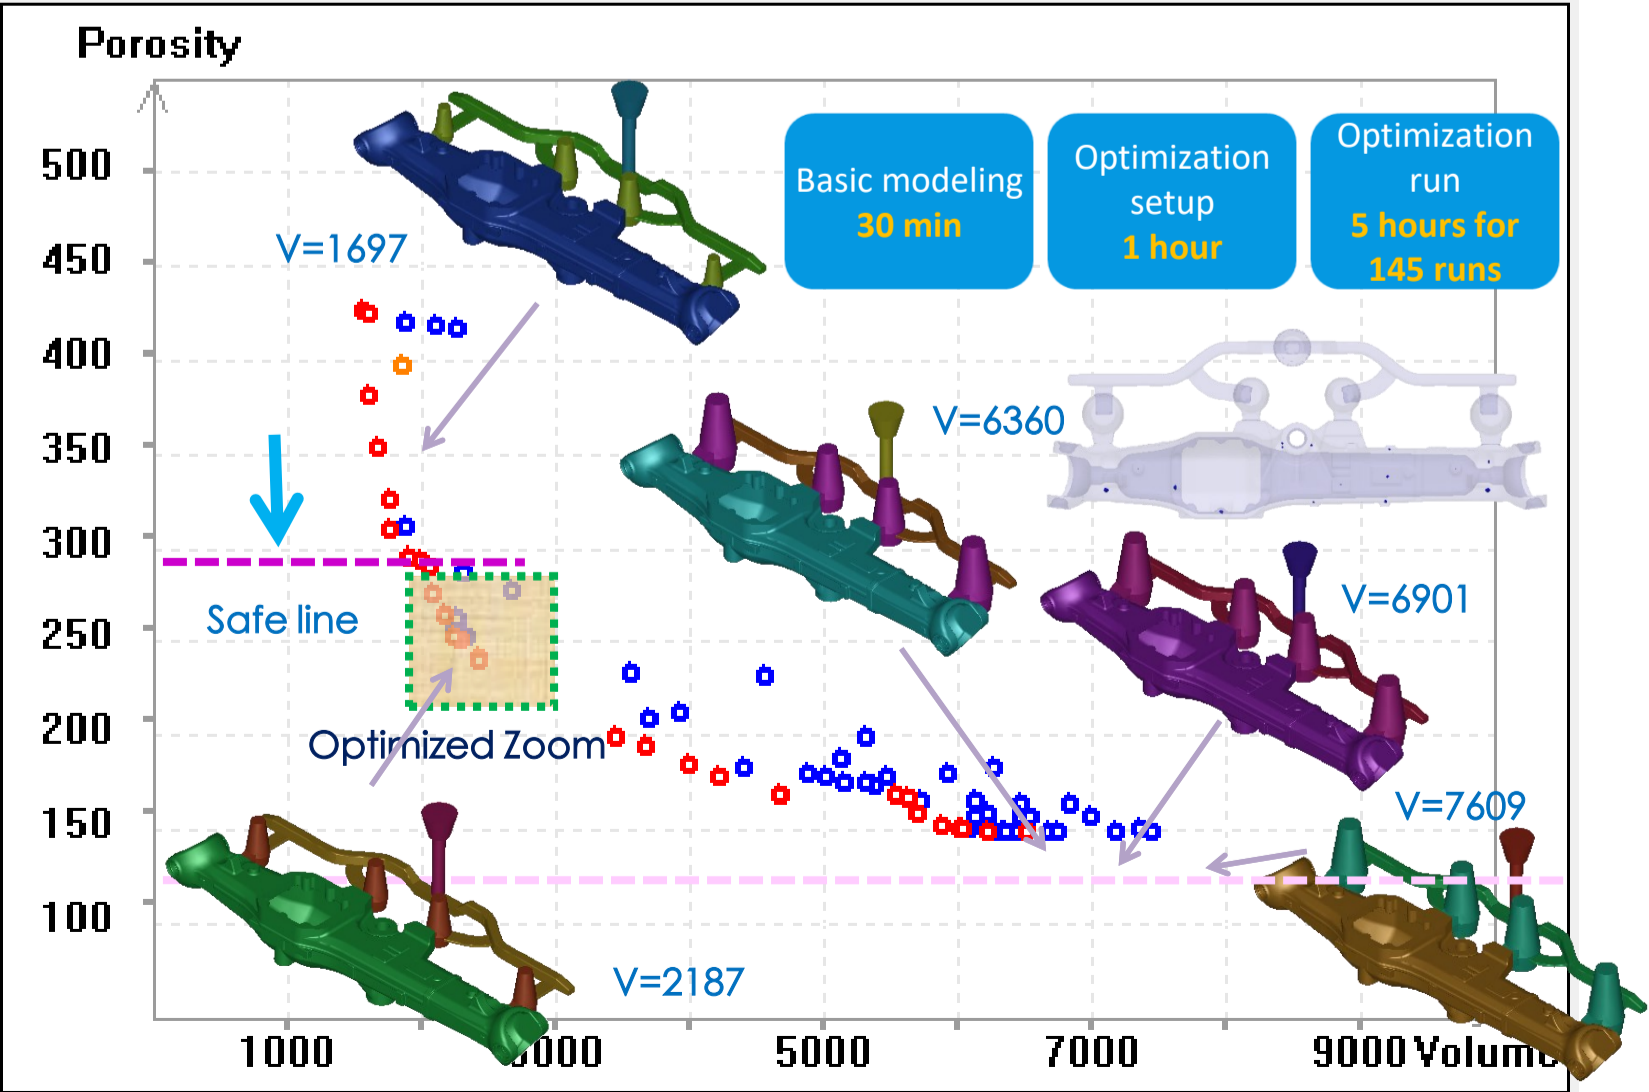 Porosity
500
450
400
350
300
250
200
150
100
Basic modeling
30 min
Optimization
setup
1 hour
Optimization
run
5 hours for
145 runs
V=1697
V=6360
V=6901
V=7609
V=2187
Safe line
Optimized Zoom
1000
5000
7000
9000